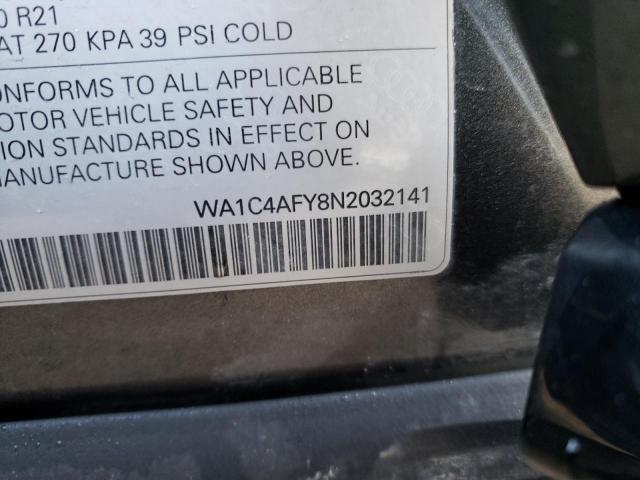 0 R21
AT 270 KPA 39 PSI COLD
ONFORMS TO ALL APPLICABLE
OTOR VEHICLE SAFETY AND
ION STANDARDS IN EFFECT ON
MANUFACTURE SHOWN ABOVE.
WA1C4AFY8N2032141